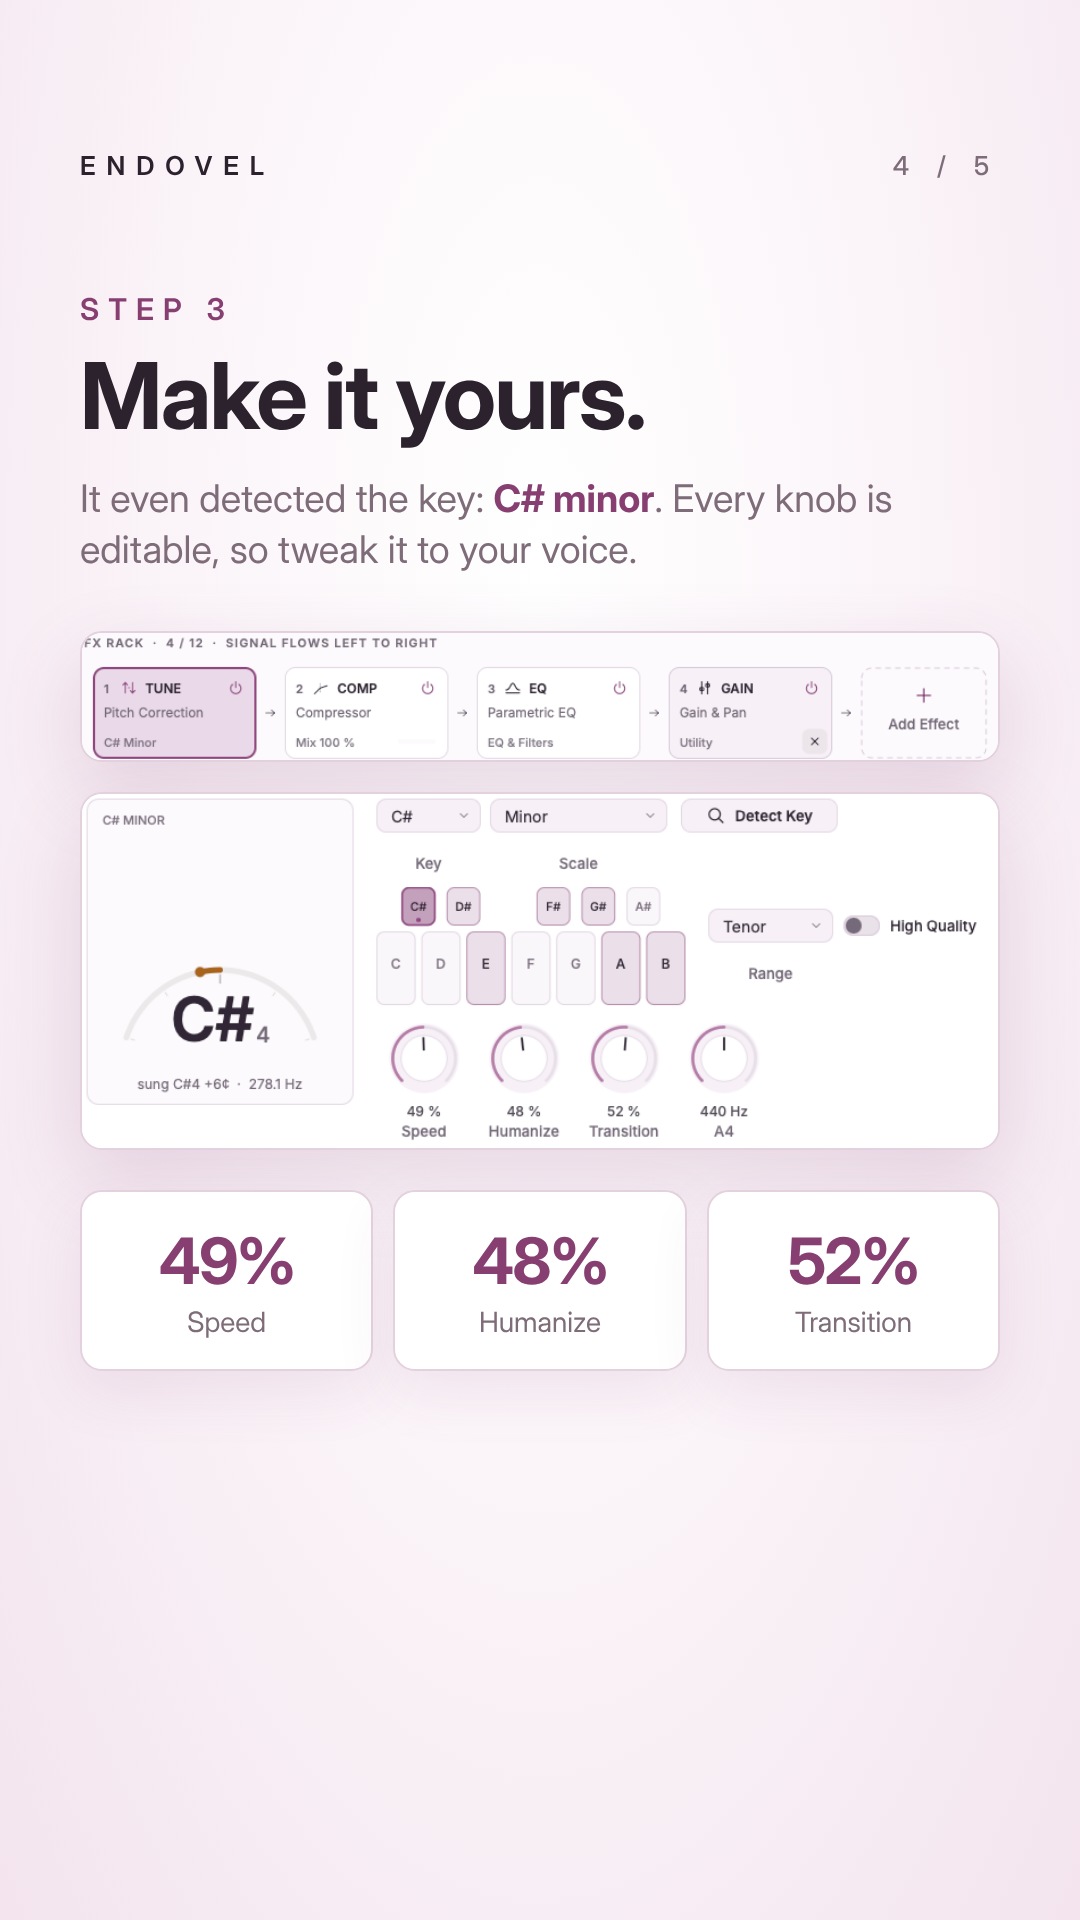 ENDOVEL
4 / 5
STEP 3
Make it yours.
It even detected the key: C# minor. Every knob is
editable, so tweak it to your voice.
FX RACK · 4 / 12 · SIGNAL FLOWS LEFT TO RIGHT
1 TUNE
Pitch Correction
C# Minor
2 COMP
Compressor
Mix 100 %
3 EQ
Parametric EQ
EQ & Filters
4 GAIN
Gain & Pan
Utility
Add Effect
C# MINOR
C#4
sung C#4 +6¢ · 278.1 Hz
C# Minor Detect Key
Key Scale
C# D# F# G# A#
C D E F G A B
Tenor High Quality
Range
49 % 48 % 52 % 440 Hz
Speed Humanize Transition A4
49% 48% 52%
Speed Humanize Transition